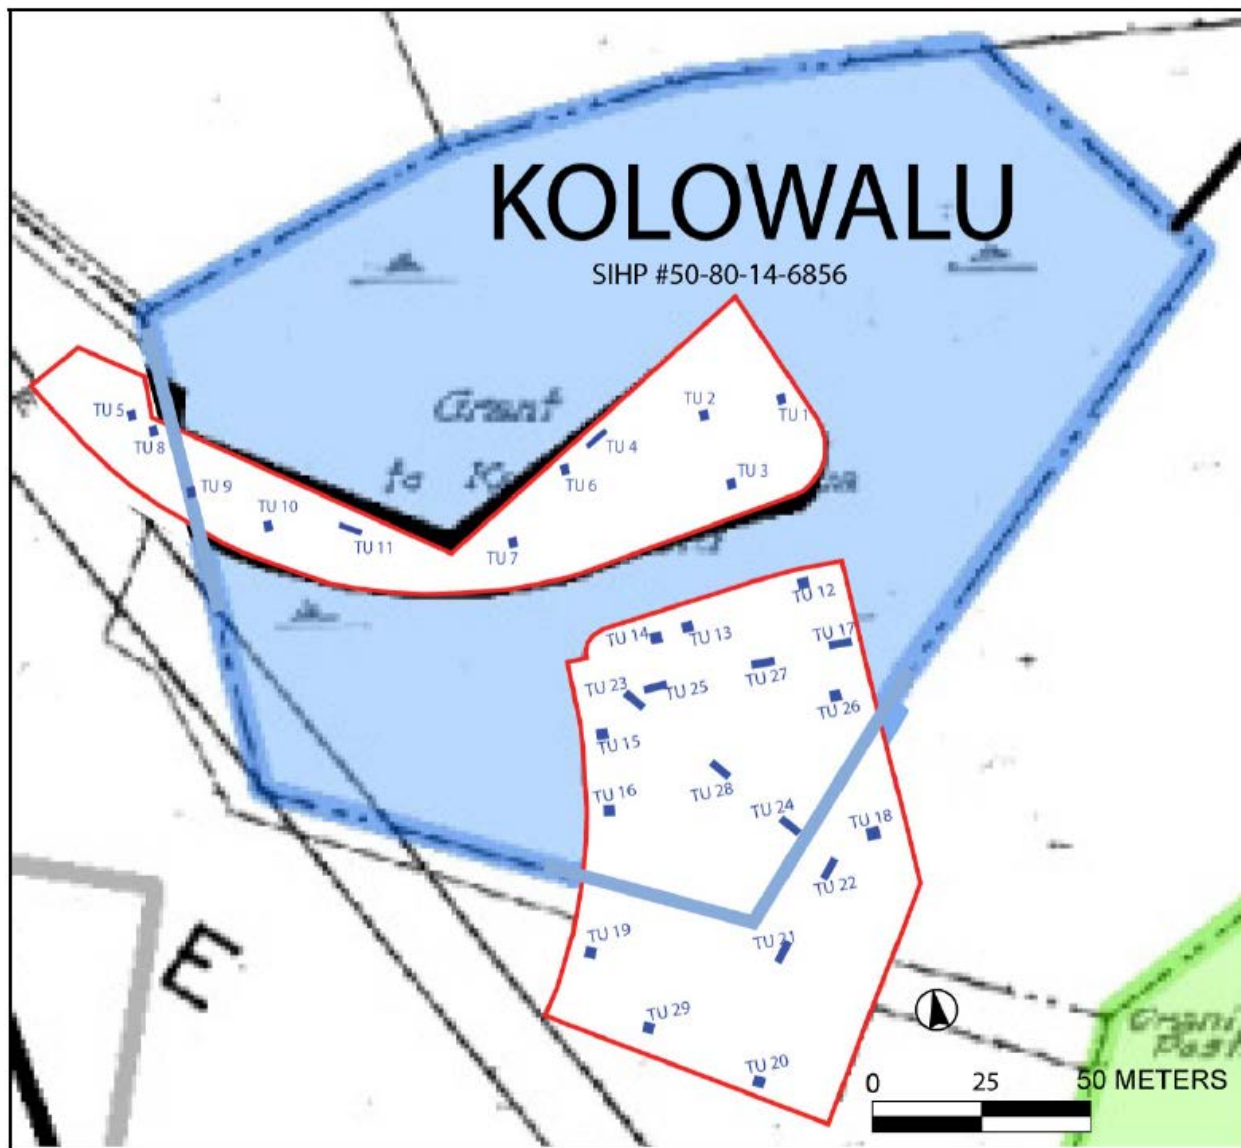 KOLOWALU
SIHP #50-80-14-6856
Grant
TU 2
TU 1
TU 5
TU 4
TU 8
to
TU 6
TU 3
TU 9
TU 10
TU 11
TU 7
TU 12
TU 14
TU 13
TU 17
TU 27
TU 23
TU 25
TU 26
TU 15
TU 28
TU 16
TU 24
TU 18
TU 22
E
TU 19
TU 21
TU 29
TU 20
0 25 50 METERS